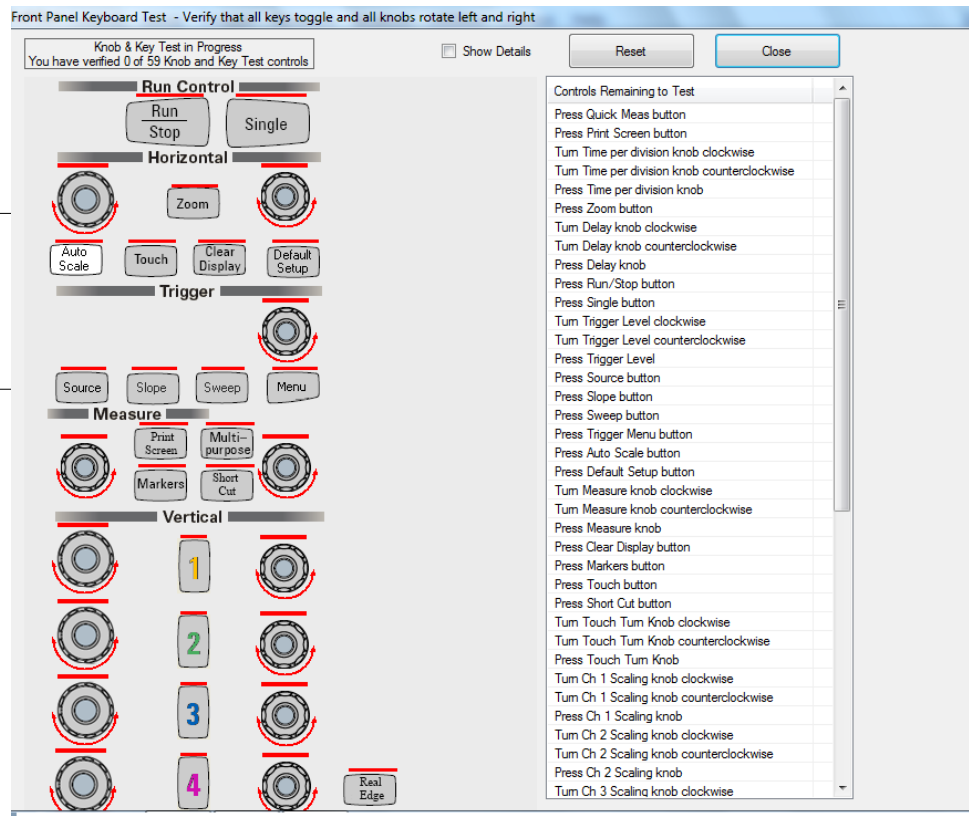 Front Panel Keyboard Test - Verify that all keys toggle and all knobs rotate left and right
Knob & Key Test in Progress
You have verified 0 of 59 Knob and Key Test controls
Show Details
Reset
Close
Run Control
Run
Stop
Single
Horizontal
Zoom
Auto
Scale
Touch
Clear
Display
Default
Setup
Trigger
Source
Slope
Sweep
Menu
Measure
Print
Screen
Multi-
purpose
Markers
Short
Cut
Vertical
1
2
3
4
Real
Edge
Controls Remaining to Test
Press Quick Meas button
Press Print Screen button
Turn Time per division knob clockwise
Turn Time per division knob counterclockwise
Press Time per division knob
Press Zoom button
Turn Delay knob clockwise
Turn Delay knob counterclockwise
Press Delay knob
Press Run/Stop button
Press Single button
Turn Trigger Level clockwise
Turn Trigger Level counterclockwise
Press Trigger Level
Press Source button
Press Slope button
Press Sweep button
Press Trigger Menu button
Press Auto Scale button
Press Default Setup button
Turn Measure knob clockwise
Turn Measure knob counterclockwise
Press Measure knob
Press Clear Display button
Press Markers button
Press Touch button
Press Short Cut button
Turn Touch Turn Knob clockwise
Turn Touch Turn Knob counterclockwise
Press Touch Turn Knob
Turn Ch 1 Scaling knob clockwise
Turn Ch 1 Scaling knob counterclockwise
Press Ch 1 Scaling knob
Turn Ch 2 Scaling knob clockwise
Turn Ch 2 Scaling knob counterclockwise
Press Ch 2 Scaling knob
Turn Ch 3 Scaling knob clockwise